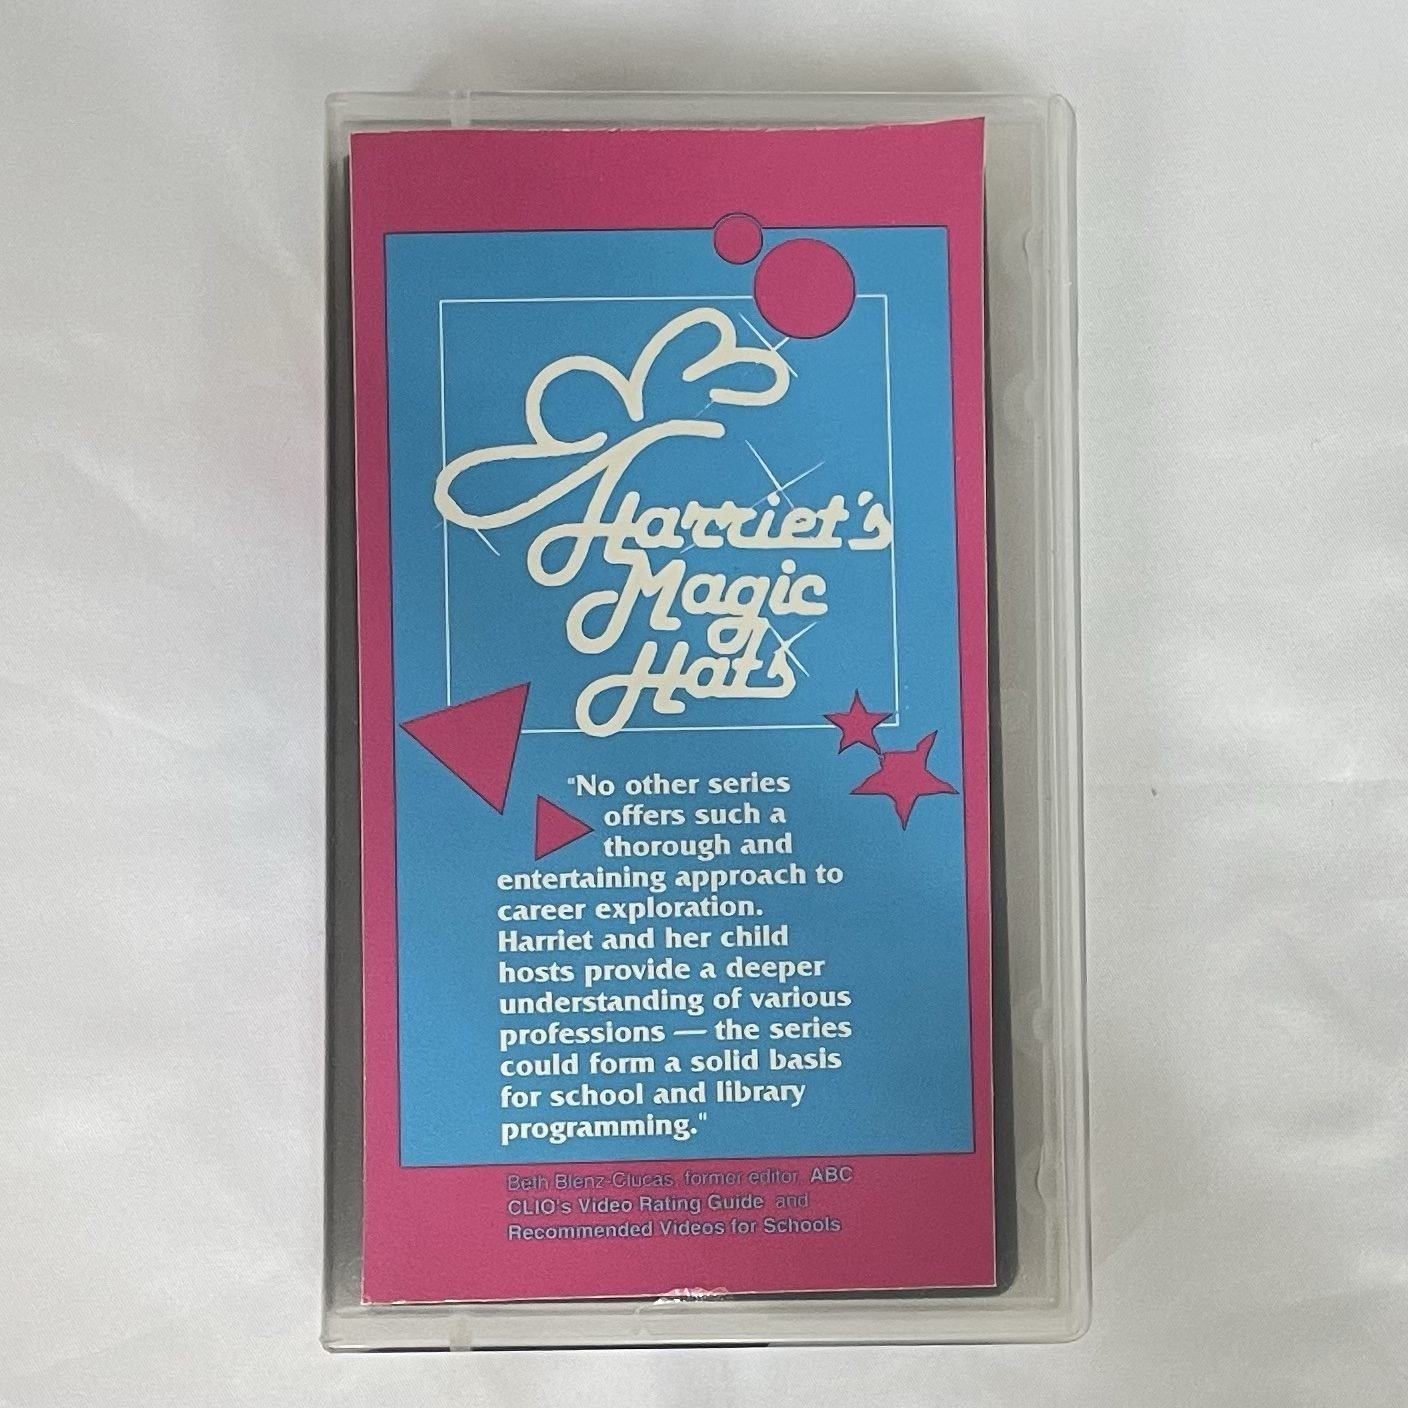 Harriet's
Magic
Hats
"No other series
offers such a
thorough and
entertaining approach to
career exploration.
Harriet and her child
hosts provide a deeper
understanding of various
professions — the series
could form a solid basis
for school and library
programming."
Beth Blenz-Clucas, former editor, ABC
CLIO's Video Rating Guide and
Recommended Videos for Schools